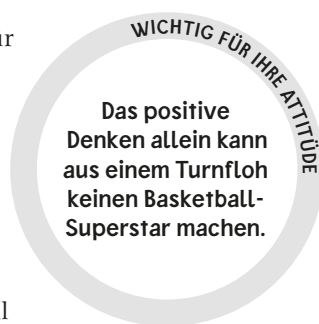 WICHTIG FÜR IHRE ATTITÜDE
Das positive
Denken allein kann
aus einem Turnfloh
keinen Basketball-
Superstar machen.